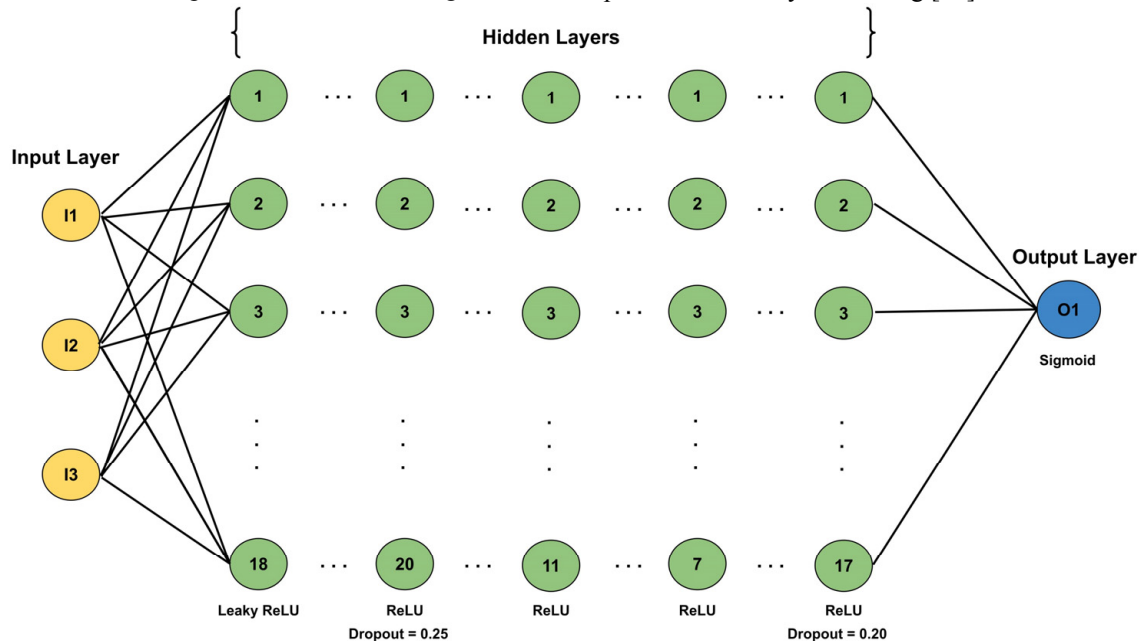 Hidden Layers
1 ... 1 ... 1 ... 1 ... 1
Input Layer
I1
2 ... 2 ... 2 ... 2 ... 2
Output Layer
3 ... 3 ... 3 ... 3 ... 3
O1
I2
Sigmoid
I3
18 ... 20 ... 11 ... 7 ... 17
Leaky ReLU ReLU ReLU ReLU ReLU
Dropout = 0.25 Dropout = 0.20